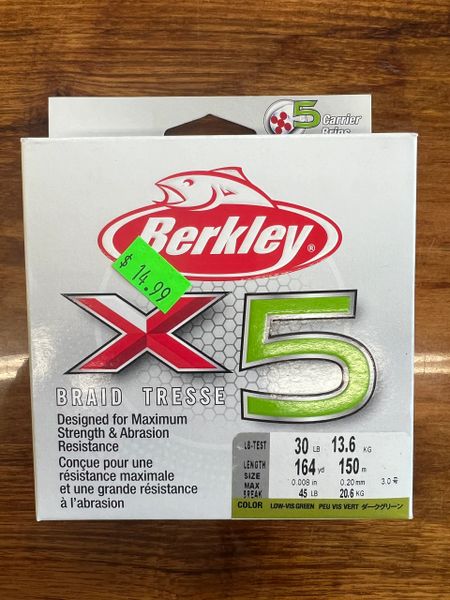 5 Carrier
Brins
Berkley®
$ 14.99
X5
BRAID TRESSE
Designed for Maximum
Strength & Abrasion
Resistance
Conçue pour une
résistance maximale
et une grande résistance
à l'abrasion
LB-TEST 30 LB 13.6 KG
LENGTH 164 yd 150 m
SIZE 0.008 in 0.20 mm 3.0号
MAX BREAK 45 LB 20.6 KG
COLOR LOW-VIS GREEN PEU VIS VERT ダークグリーン